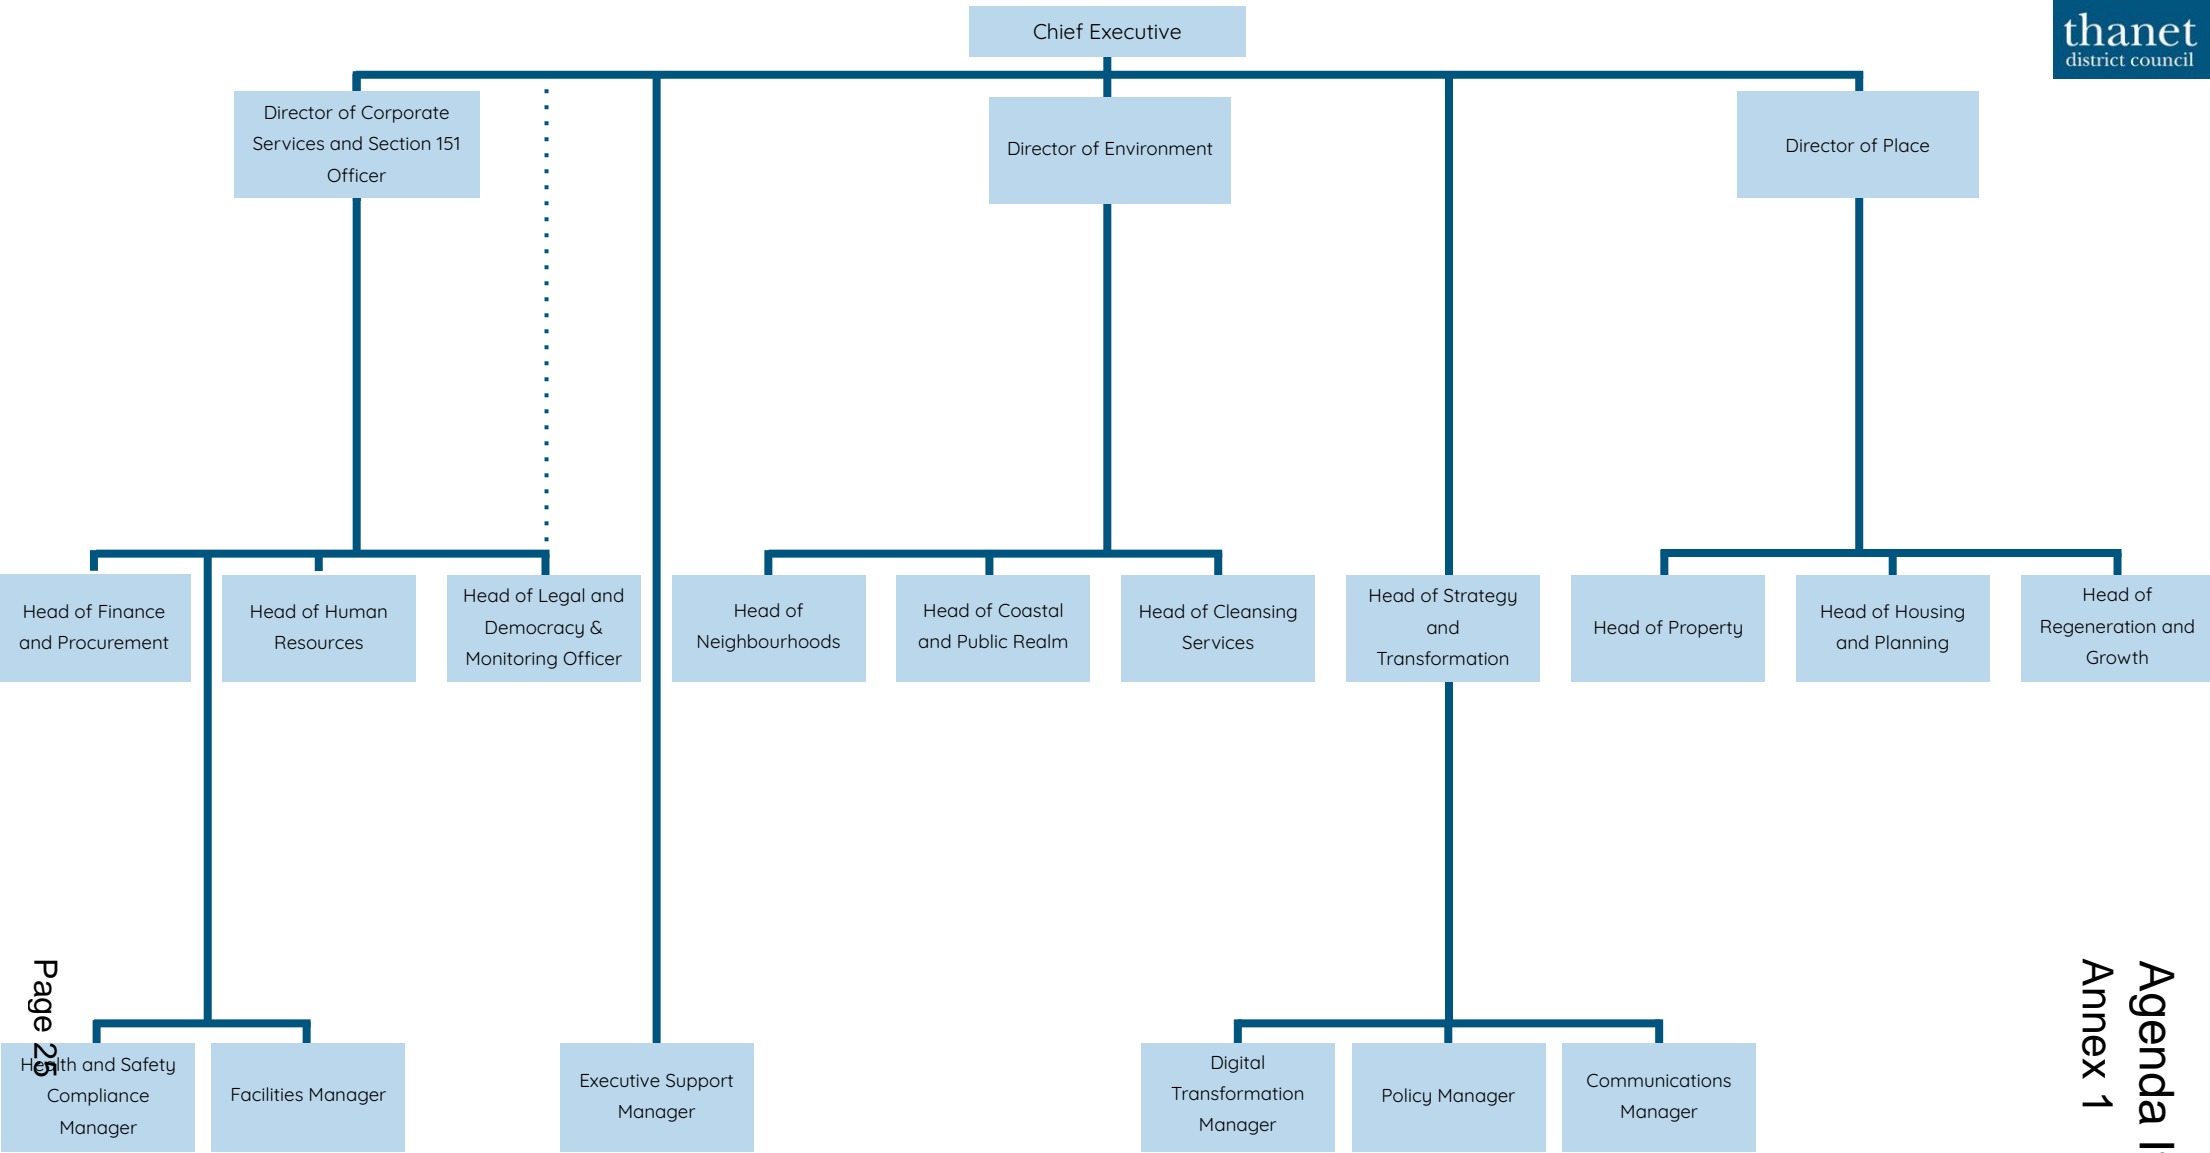 Chief Executive
thanet
district council
Director of Corporate
Services and Section 151
Officer
Director of Environment
Director of Place
Head of Finance
and Procurement
Head of Human
Resources
Head of Legal and
Democracy &
Monitoring Officer
Head of
Neighbourhoods
Head of Coastal
and Public Realm
Head of Cleansing
Services
Head of Strategy
and
Transformation
Head of Property
Head of Housing
and Planning
Head of
Regeneration and
Growth
Health and Safety
Compliance
Manager
Facilities Manager
Executive Support
Manager
Digital
Transformation
Manager
Policy Manager
Communications
Manager
Page 25
Agenda
Annex 1